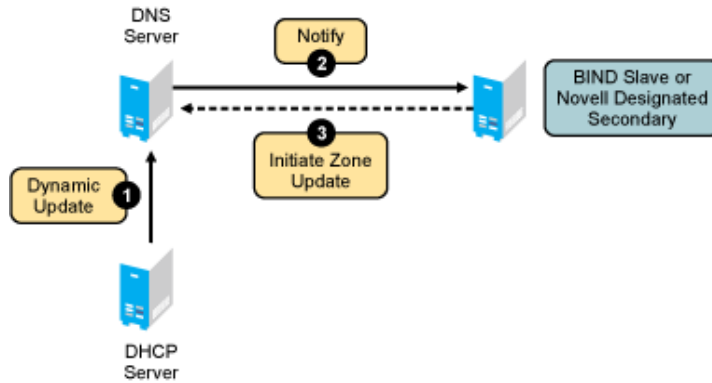 DNS
Server
Notify
2
BIND Slave or
Novell Designated
Secondary
3
Initiate Zone
Update
Dynamic
Update
1
DHCP
Server